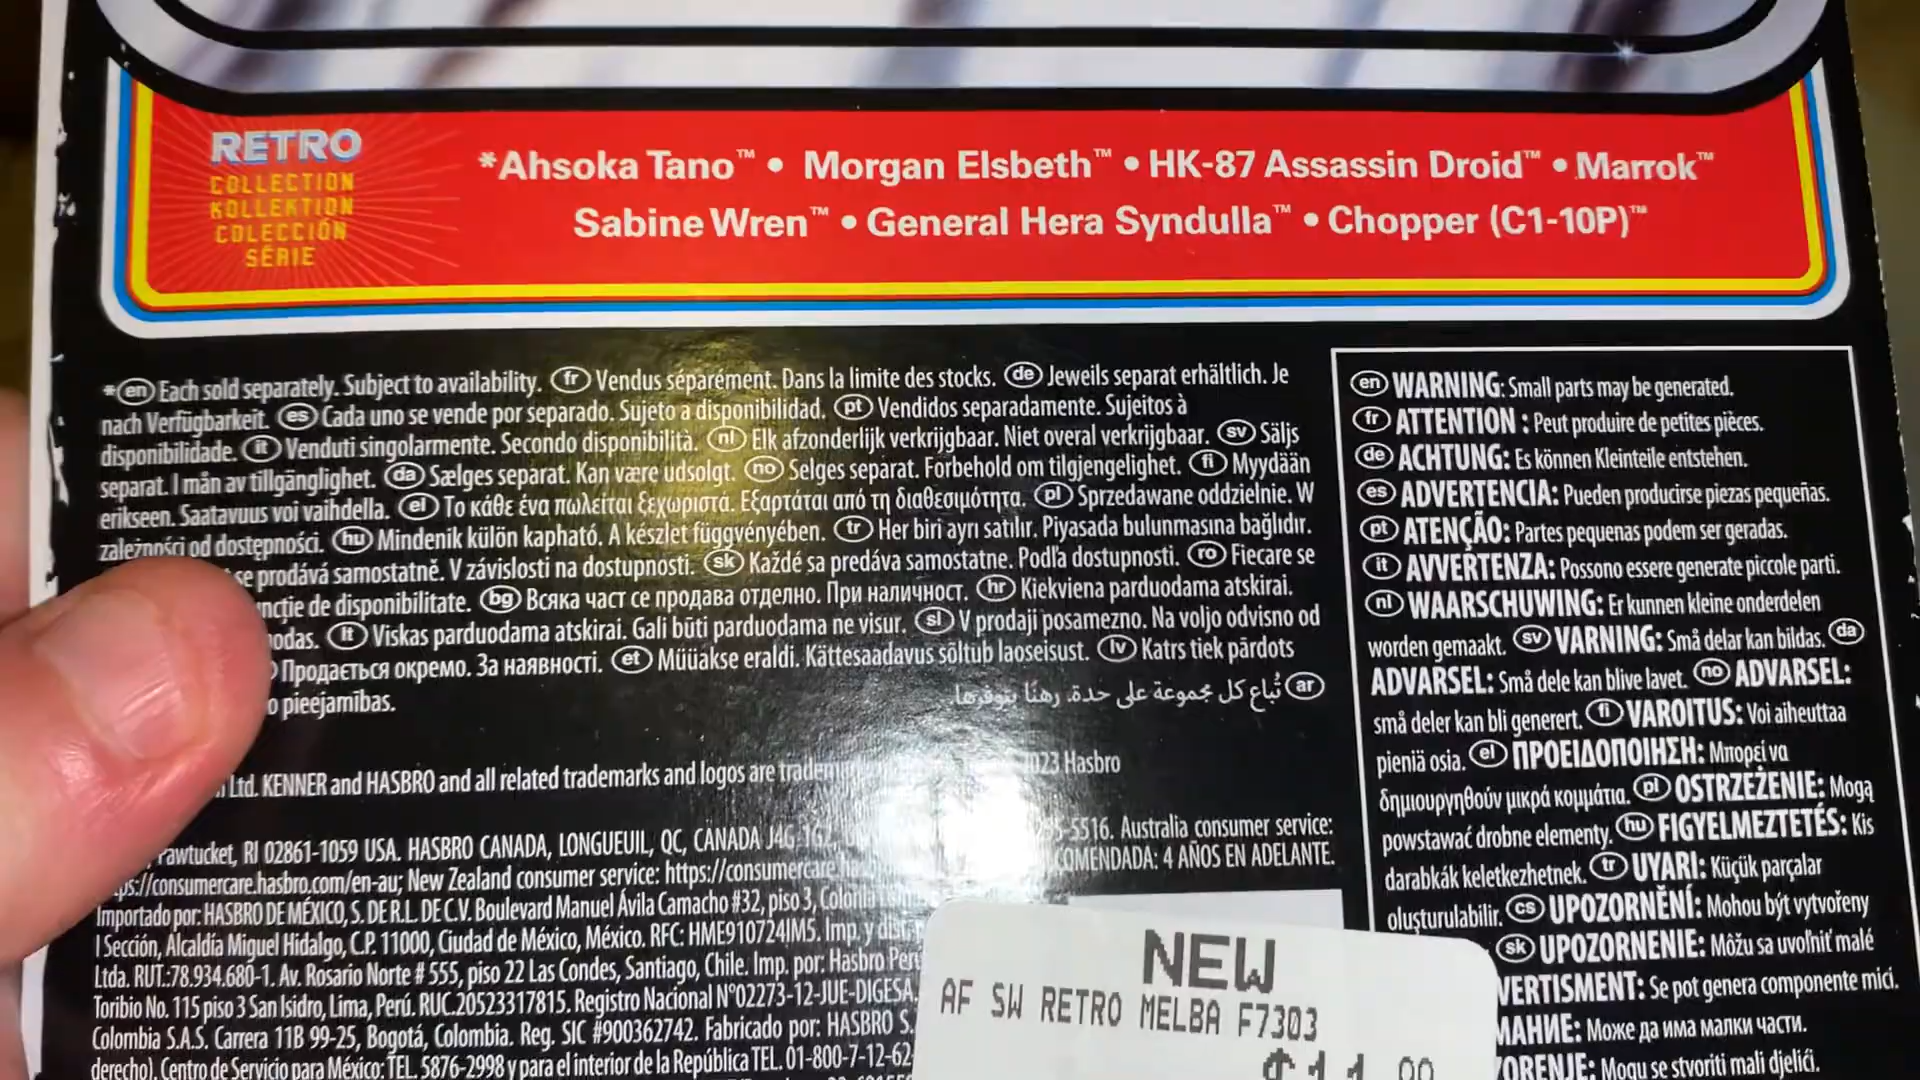 RETRO
COLLECTION
KOLLEKTION
COLECCIÓN
SÉRIE
*Ahsoka Tano™ • Morgan Elsbeth™ • HK-87 Assassin Droid™ • Marrok™
Sabine Wren™ • General Hera Syndulla™ • Chopper (C1-10P)™
*en Each sold separately. Subject to availability. fr Vendus séparément. Dans la limite des stocks. de Jeweils separat erhältlich. Je
nach Verfügbarkeit. es Cada uno se vende por separado. Sujeto a disponibilidad. pt Vendidos separadamente. Sujeitos à
disponibilidade. it Venduti singolarmente. Secondo disponibilità. nl Elk afzonderlijk verkrijgbaar. Niet overal verkrijgbaar. sv Säljs
separat. I mån av tillgänglighet. da Sælges separat. Kan være udsolgt. no Selges separat. Forbehold om tilgjengelighet. fi Myydään
erikseen. Saatavuus voi vaihdella. el Το κάθε ένα πωλείται ξεχωριστά. Εξαρτάται από τη διαθεσιμότητα. pl Sprzedawane oddzielnie. W
zależności od dostępności. hu Mindenik külön kapható. A készlet függvényében. tr Her biri ayrı satılır. Piyasada bulunmasına bağlıdır.
se prodává samostatně. V závislosti na dostupnosti. sk Každé sa predáva samostatne. Podľa dostupnosti. ro Fiecare se
de disponibilitate. bg Всяка част се продава отделно. При наличност. hr Kiekviena parduodama atskirai.
lt Viskas parduodama atskirai. Gali būti parduodama ne visur. sl V prodaji posamezno. Na voljo odvisno od
Продається окремо. За наявності. et Müüakse eraldi. Kättesaadavus sõltub laoseisust. lv Katrs tiek pārdots
pieejamības.
ar تُباع كل مجموعة على حدة. رهنًا بتوفرها
Ltd. KENNER and HASBRO and all related trademarks and logos are 2023 Hasbro
Pawtucket, RI 02861-1059 USA. HASBRO CANADA, LONGUEUIL, QC, CANADA J4G 1G2. -5516. Australia consumer service:
://consumercare.hasbro.com/en-au; New Zealand consumer service: https://consumercare. 4 AÑOS EN ADELANTE.
Importado por: HASBRO DE MÉXICO, S. DE R.L. DE C.V. Boulevard Manuel Ávila Camacho #32, piso 3, Colonia
I Sección, Alcaldía Miguel Hidalgo, C.P. 11000, Ciudad de México, México. RFC: HME910724IM5. Imp. y
Ltda. RUT.:78.934.680-1. Av. Rosario Norte # 555, piso 22 Las Condes, Santiago, Chile. Imp. por: Hasbro
Toribio No. 115 piso 3 San Isidro, Lima, Perú. RUC.20523317815. Registro Nacional N°02273-12-JUE-DIGESA.
Colombia S.A.S. Carrera 11B 99-25, Bogotá, Colombia. Reg. SIC #900362742. Fabricado por: HASBRO S.
derecho). Centro de Servicio para México: TEL. 5876-2998 y para el interior de la República TEL. 01-800-7-12-62
en WARNING: Small parts may be generated.
fr ATTENTION : Peut produire de petites pièces.
de ACHTUNG: Es können Kleinteile entstehen.
es ADVERTENCIA: Pueden producirse piezas pequeñas.
pt ATENÇÃO: Partes pequenas podem ser geradas.
it AVVERTENZA: Possono essere generate piccole parti.
nl WAARSCHUWING: Er kunnen kleine onderdelen
worden gemaakt. sv VARNING: Små delar kan bildas. da
ADVARSEL: Små dele kan blive lavet. no ADVARSEL:
små deler kan bli generert. fi VAROITUS: Voi aiheuttaa
pieniä osia. el ΠΡΟΕΙΔΟΠΟΙΗΣΗ: Μπορεί να
δημιουργηθούν μικρά κομμάτια. pl OSTRZEŻENIE: Mogą
powstawać drobne elementy. hu FIGYELMEZTETÉS: Kis
darabkák keletkezhetnek. tr UYARI: Küçük parçalar
oluşturulabilir. cs UPOZORNĚNÍ: Mohou být vytvořeny
sk UPOZORNENIE: Môžu sa uvoľniť malé
VERTISMENT: Se pot genera componente mici.
МАНИЕ: Може да има малки части.
ZORENJE: Mogu se stvoriti mali djelići.
NEW
AF SW RETRO MELBA F7303